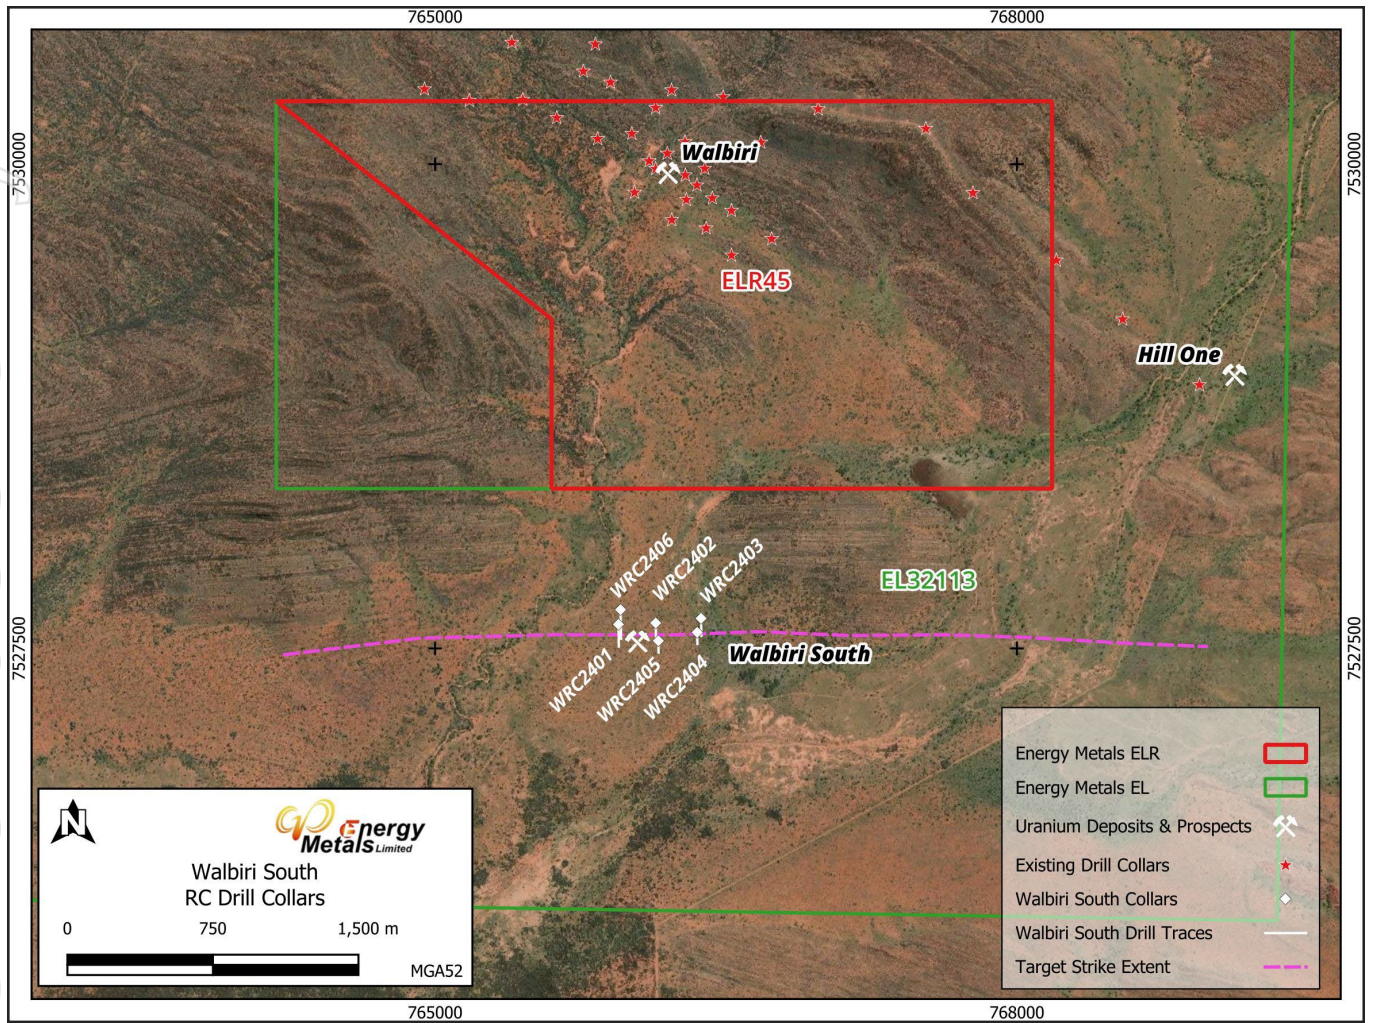 765000
768000
7530000
7530000
Walbiri
ELR45
Hill One
WRC2406
WRC2402
WRC2403
EL32113
7527500
7527500
Walbiri South
WRC2401
WRC2405
WRC2404
Energy Metals ELR
Energy Metals EL
Uranium Deposits & Prospects
Existing Drill Collars
Walbiri South Collars
Walbiri South Drill Traces
Target Strike Extent
N
Energy
Metals Limited
Walbiri South
RC Drill Collars
0 750 1,500 m
MGA52
765000
768000